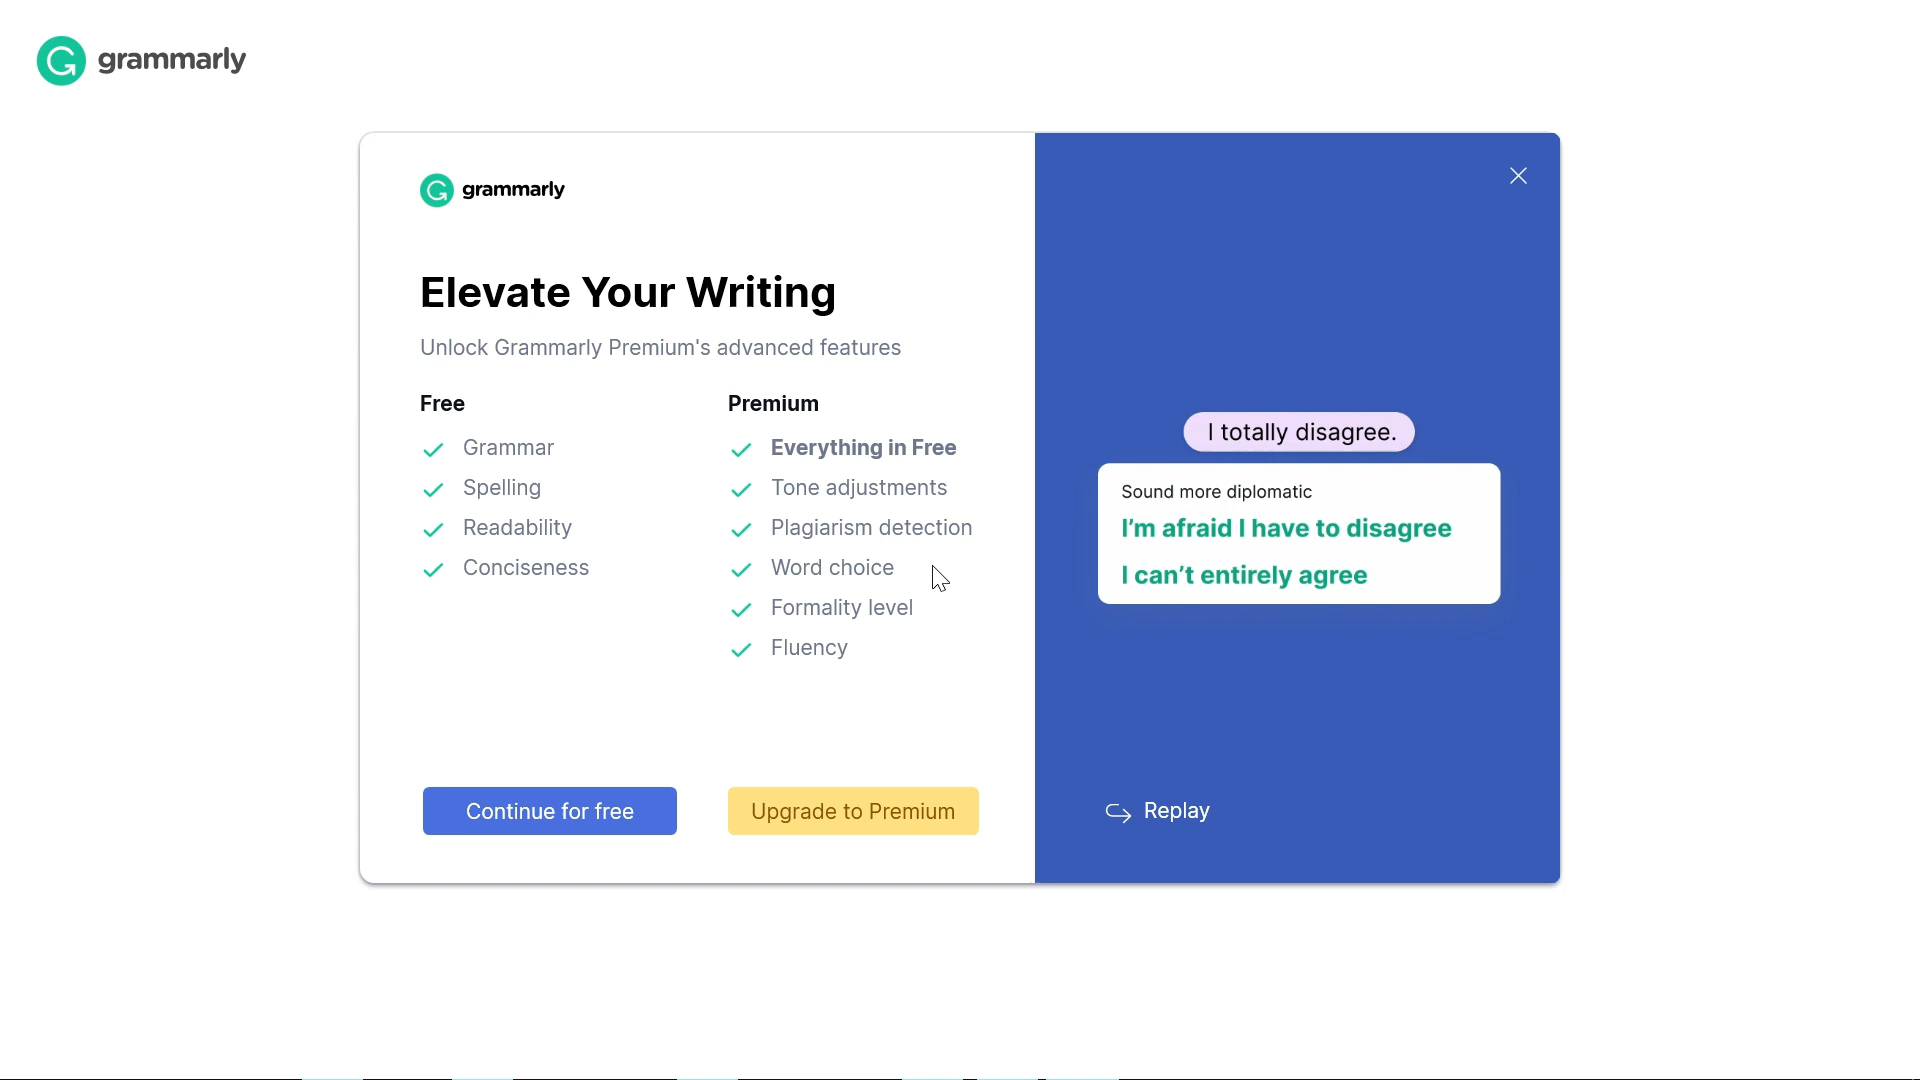 grammarly
grammarly
Elevate Your Writing
Unlock Grammarly Premium's advanced features
Free
Grammar
Spelling
Readability
Conciseness
Premium
Everything in Free
Tone adjustments
Plagiarism detection
Word choice
Formality level
Fluency
Continue for free
Upgrade to Premium
I totally disagree.
Sound more diplomatic
I'm afraid I have to disagree
I can't entirely agree
Replay